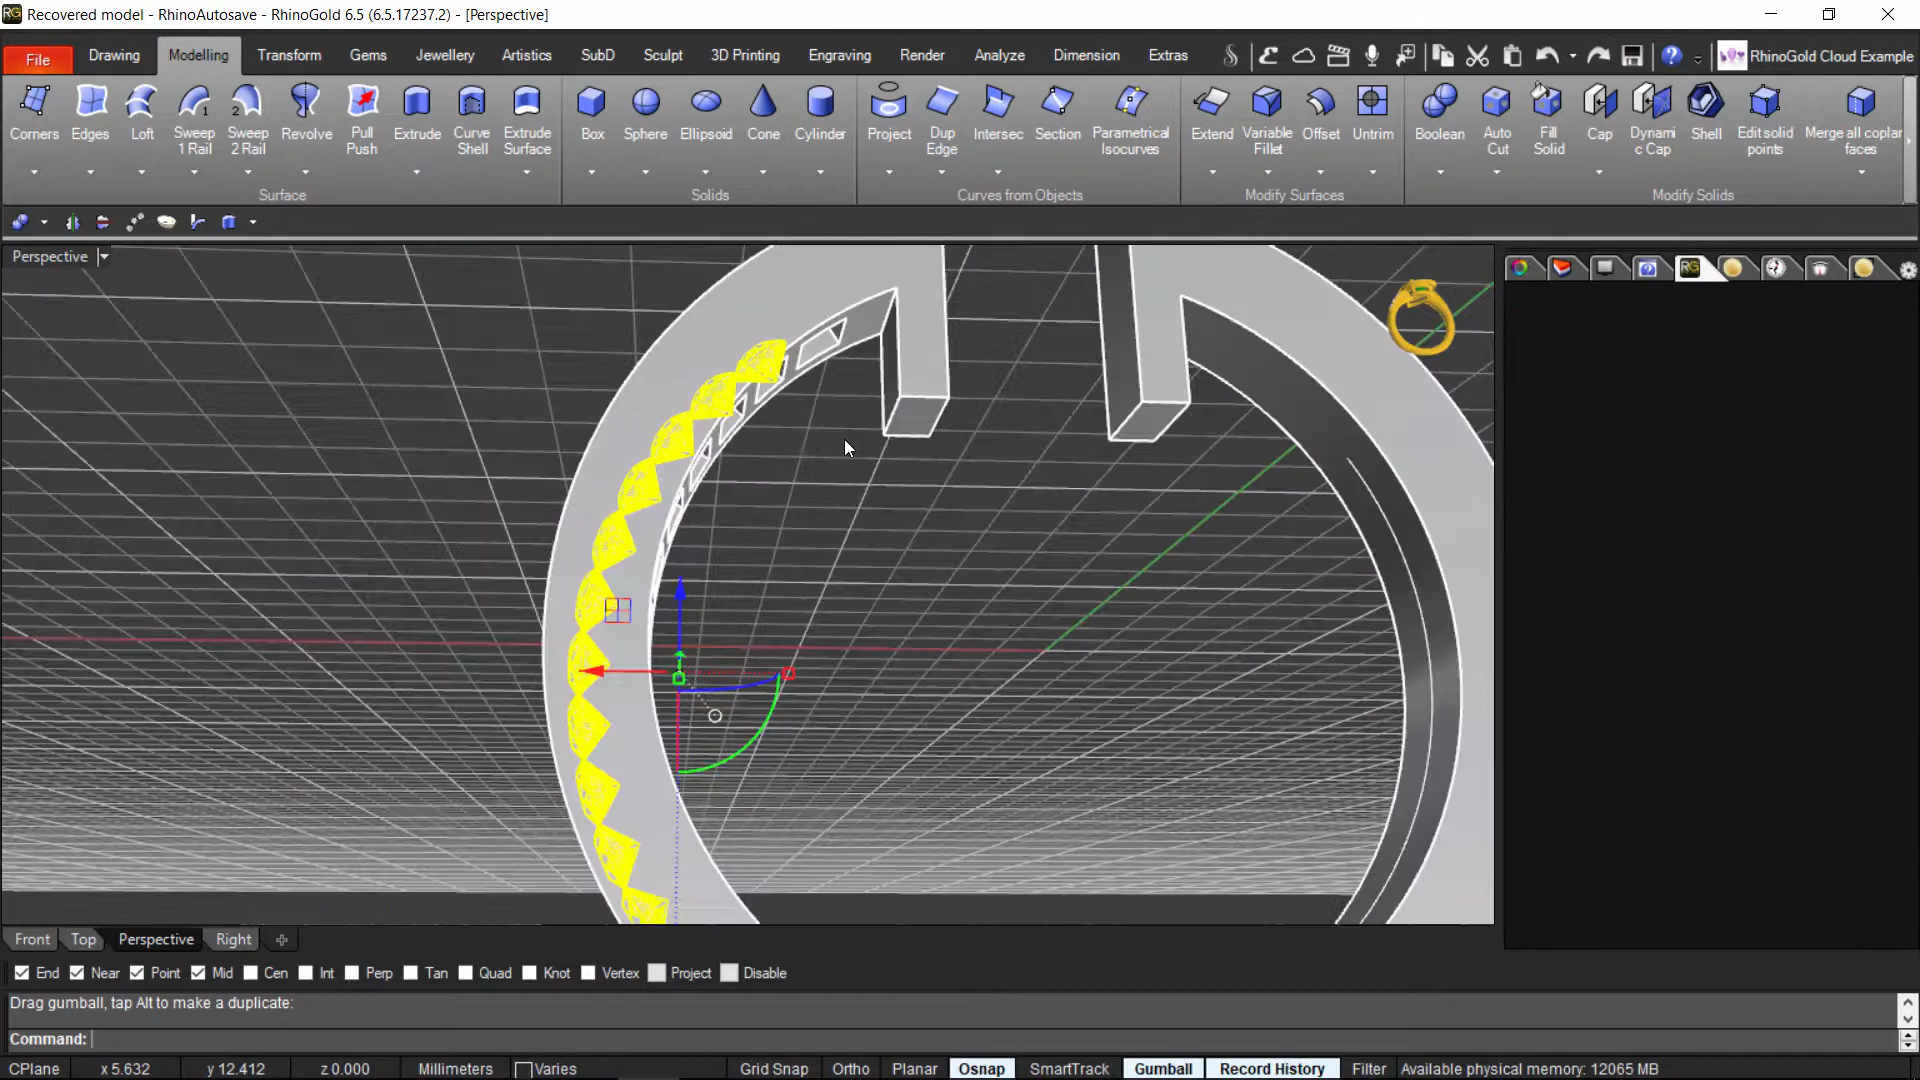 Recovered model - RhinoAutosave - RhinoGold 6.5 (6.5.17237.2) - [Perspective]
File Drawing Modelling Transform Gems Jewellery Artistics SubD Sculpt 3D Printing Engraving Render Analyze Dimension Extras RhinoGold Cloud Example
Corners Edges Loft Sweep 1 Rail Sweep 2 Rail Revolve Pull Push Extrude Curve Shell Extrude Surface
Surface
Box Sphere Ellipsoid Cone Cylinder
Solids
Project Dup Edge Intersec Section Parametrical Isocurves
Curves from Objects
Extend Variable Fillet Offset Untrim
Modify Surfaces
Boolean Auto Cut Fill Solid Cap Dynami c Cap Shell Edit solid points Merge all coplar faces
Modify Solids
Perspective
Front Top Perspective Right
End Near Point Mid Cen Int Perp Tan Quad Knot Vertex Project Disable
Drag gumball, tap Alt to make a duplicate:
Command:
CPlane x 5.632 y 12.412 z 0.000 Millimeters Varies Grid Snap Ortho Planar Osnap SmartTrack Gumball Record History Filter Available physical memory: 12065 MB